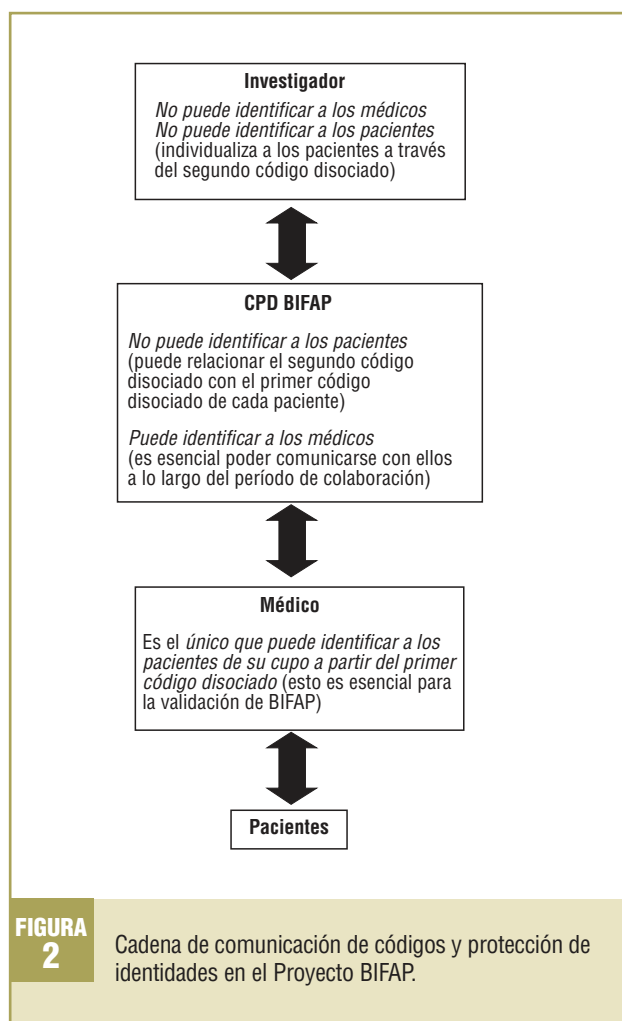 Investigador
No puede identificar a los médicos
No puede identificar a los pacientes
(individualiza a los pacientes a través
del segundo código disociado)
CPD BIFAP
No puede identificar a los pacientes
(puede relacionar el segundo código
disociado con el primer código
disociado de cada paciente)
Puede identificar a los médicos
(es esencial poder comunicarse con ellos
a lo largo del período de colaboración)
Médico
Es el único que puede identificar a los
pacientes de su cupo a partir del primer
código disociado (esto es esencial para
la validación de BIFAP)
Pacientes
FIGURA
2
Cadena de comunicación de códigos y protección de
identidades en el Proyecto BIFAP.